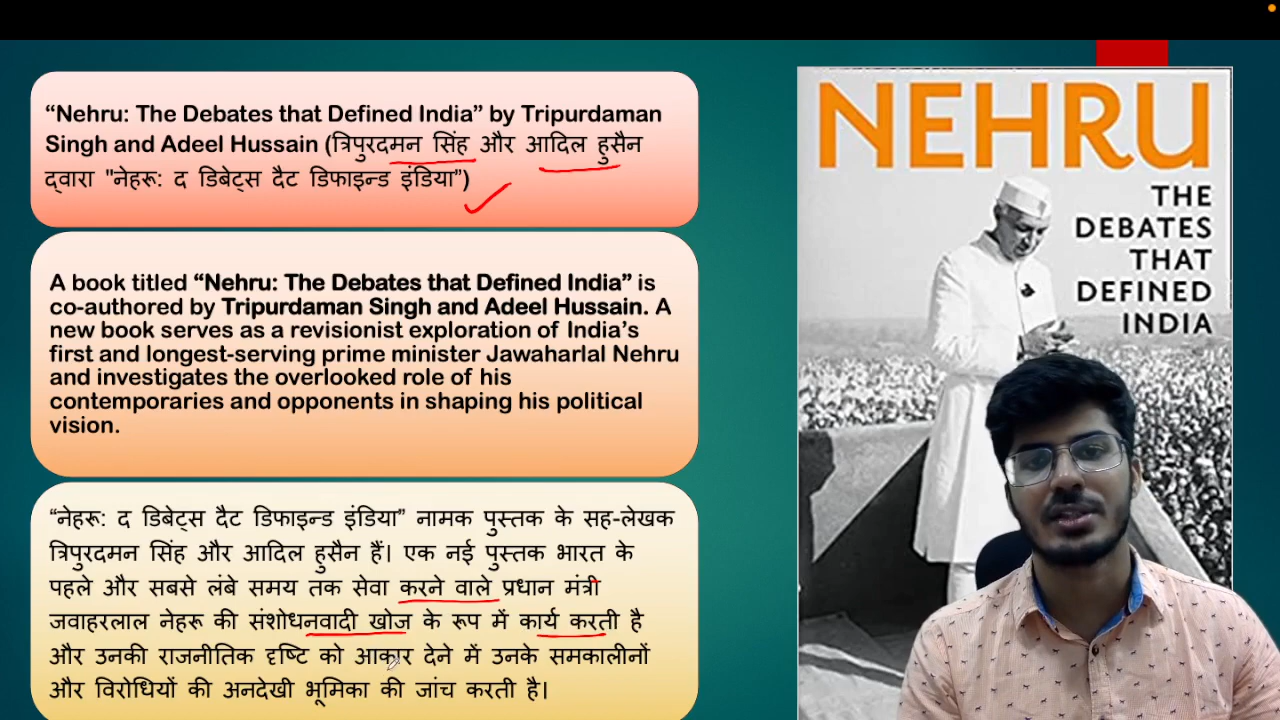 “Nehru: The Debates that Defined India” by Tripurdaman
Singh and Adeel Hussain (त्रिपुरदमन सिंह और आदिल हुसैन
द्वारा "नेहरू: द डिबेट्स दैट डिफाइन्ड इंडिया”)
A book titled “Nehru: The Debates that Defined India” is
co-authored by Tripurdaman Singh and Adeel Hussain. A
new book serves as a revisionist exploration of India’s
first and longest-serving prime minister Jawaharlal Nehru
and investigates the overlooked role of his
contemporaries and opponents in shaping his political
vision.
“नेहरू: द डिबेट्स दैट डिफाइन्ड इंडिया” नामक पुस्तक के सह-लेखक
त्रिपुरदमन सिंह और आदिल हुसैन हैं। एक नई पुस्तक भारत के
पहले और सबसे लंबे समय तक सेवा करने वाले प्रधान मंत्री
जवाहरलाल नेहरू की संशोधनवादी खोज के रूप में कार्य करती है
और उनकी राजनीतिक दृष्टि को आकार देने में उनके समकालीनों
और विरोधियों की अनदेखी भूमिका की जांच करती है।
NEHRU
THE
DEBATES
THAT
DEFINED
INDIA